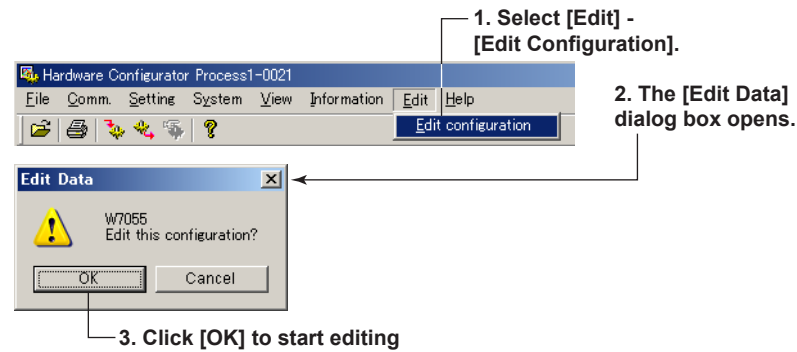 1. Select [Edit] -
[Edit Configuration].
Hardware Configurator Process1-0021
File Comm. Setting System View Information Edit Help
Edit configuration
2. The [Edit Data]
dialog box opens.
Edit Data
W7055
Edit this configuration?
OK Cancel
3. Click [OK] to start editing